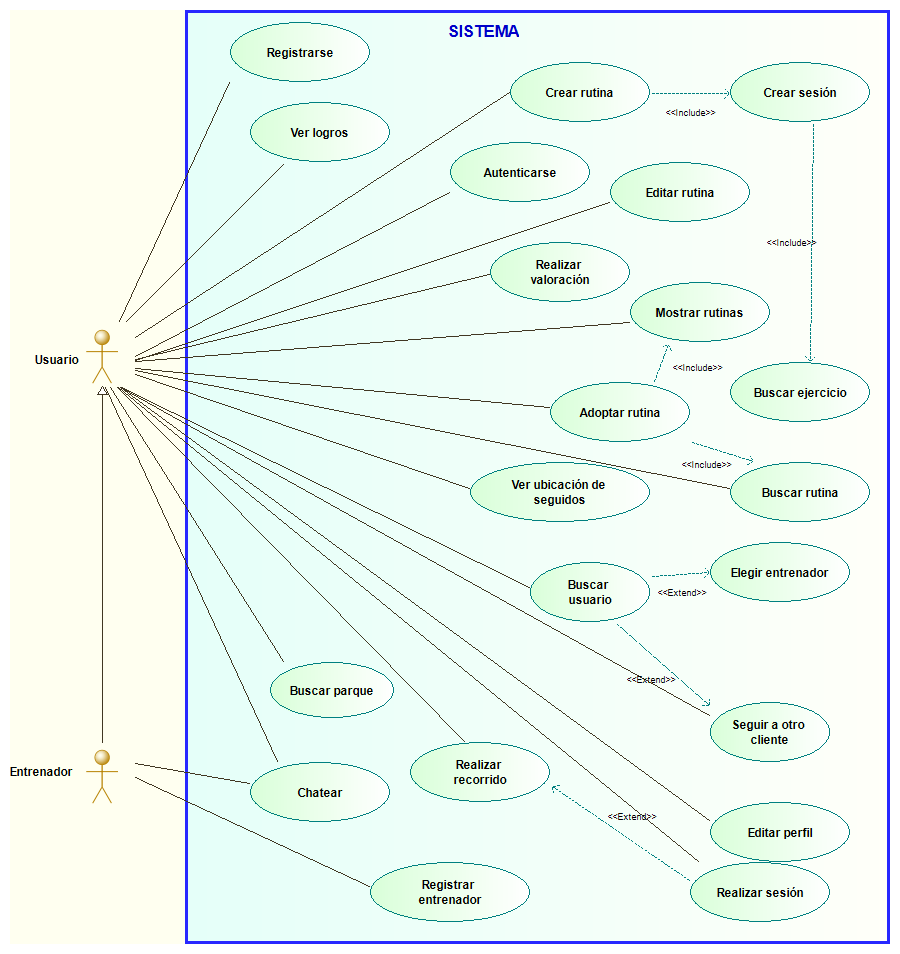 SISTEMA
Registrarse
Crear rutina
Crear sesión
<<Include>>
Ver logros
Autenticarse
Editar rutina
<<Include>>
Realizar
valoración
Mostrar rutinas
Usuario
<<Include>>
Buscar ejercicio
Adoptar rutina
<<Include>>
Ver ubicación de
seguidos
Buscar rutina
Buscar
usuario
Elegir entrenador
<<Extend>>
<<Extend>>
Buscar parque
Seguir a otro
cliente
Entrenador
Realizar
recorrido
Chatear
<<Extend>>
Editar perfil
Registrar
entrenador
Realizar sesión